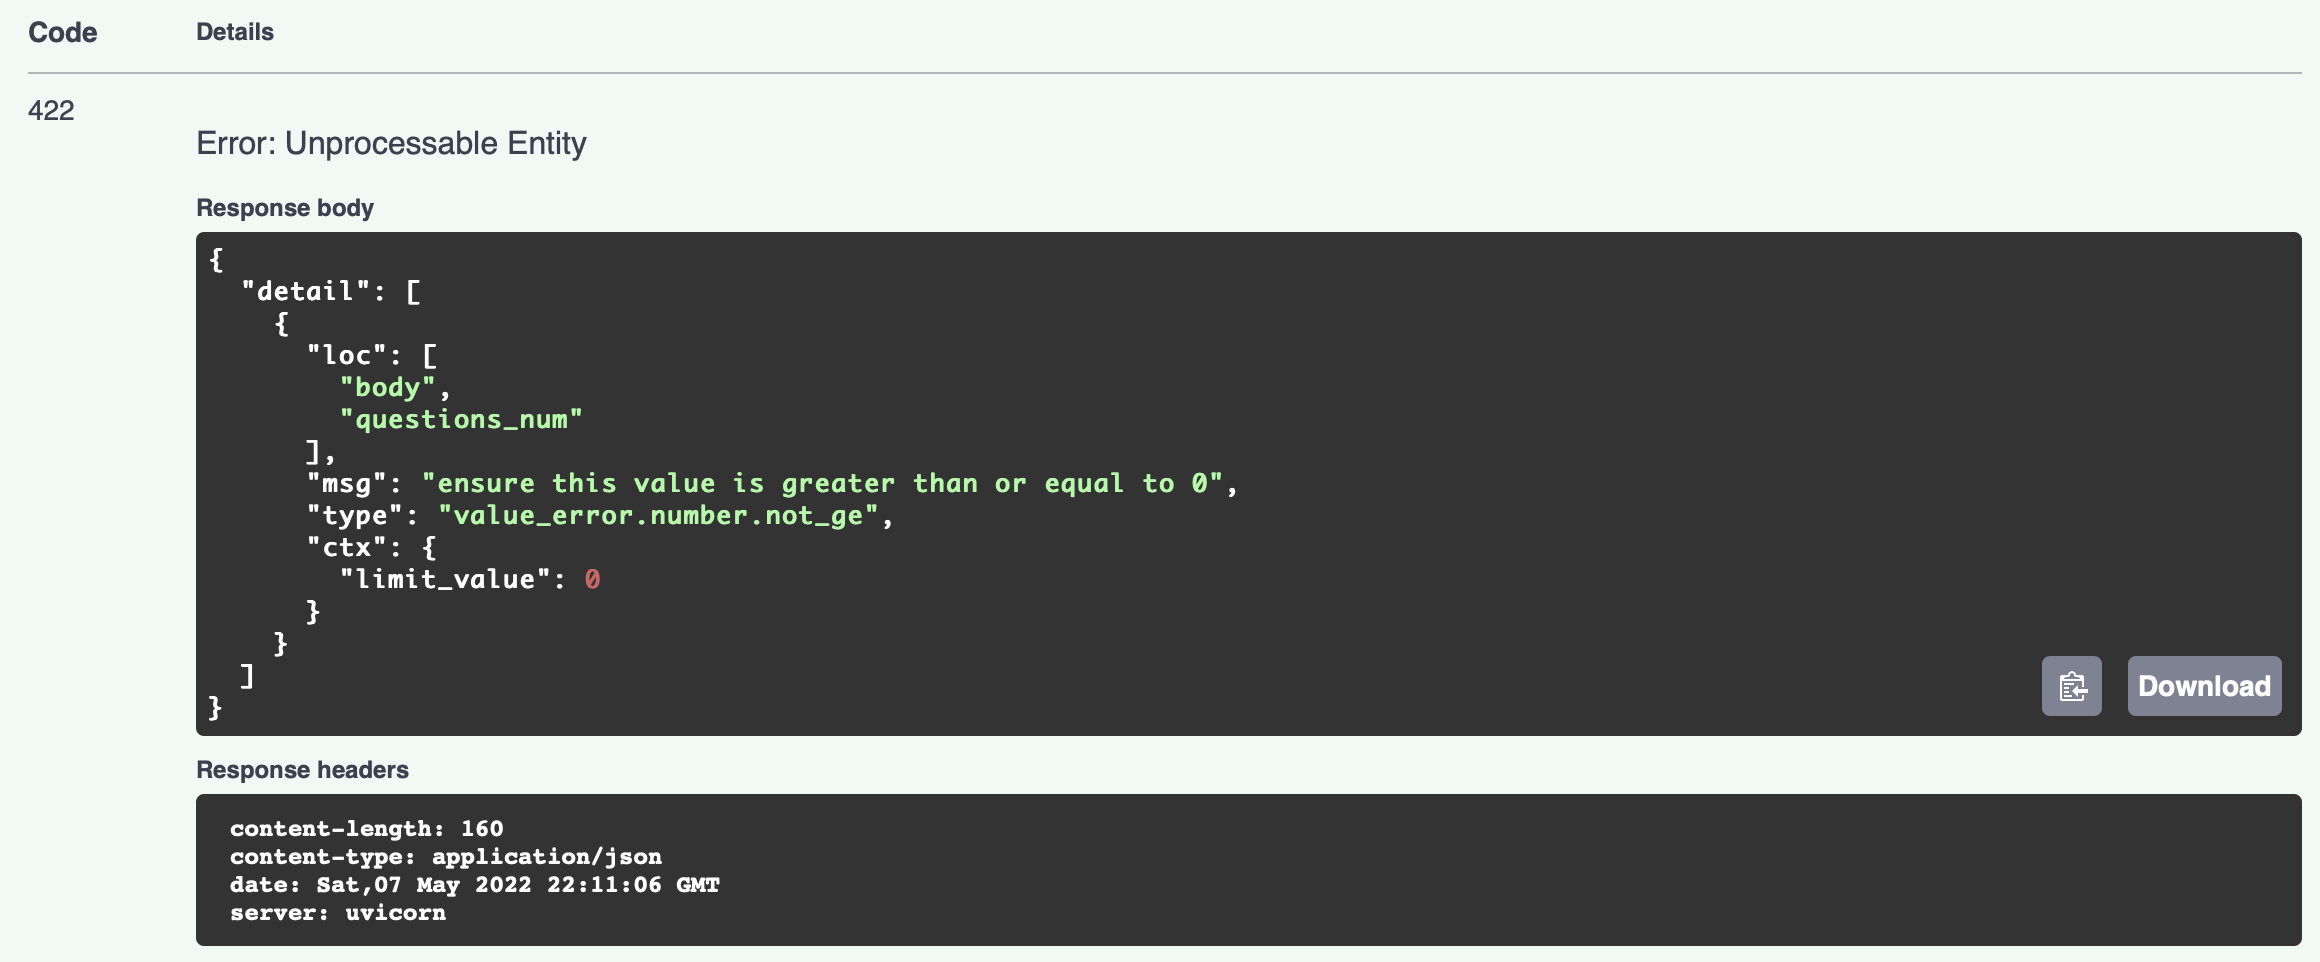 Code Details
422
Error: Unprocessable Entity
Response body
{
  "detail": [
    {
      "loc": [
        "body",
        "questions_num"
      ],
      "msg": "ensure this value is greater than or equal to 0",
      "type": "value_error.number.not_ge",
      "ctx": {
        "limit_value": 0
      }
    }
  ]
}
Download
Response headers
content-length: 160
content-type: application/json
date: Sat,07 May 2022 22:11:06 GMT
server: uvicorn